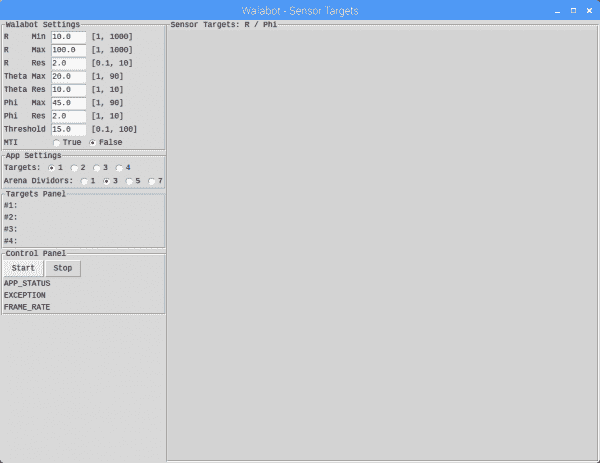 Walabot - Sensor Targets
Walabot Settings
R Min 10.0 [1, 1000]
R Max 100.0 [1, 1000]
R Res 2.0 [0.1, 10]
Theta Max 20.0 [1, 90]
Theta Res 10.0 [1, 10]
Phi Max 45.0 [1, 90]
Phi Res 2.0 [1, 10]
Threshold 15.0 [0.1, 100]
MTI True False
App Settings
Targets: 1 2 3 4
Arena Dividors: 1 3 5 7
Targets Panel
#1:
#2:
#3:
#4:
Control Panel
Start Stop
APP_STATUS
EXCEPTION
FRAME_RATE
Sensor Targets: R / Phi